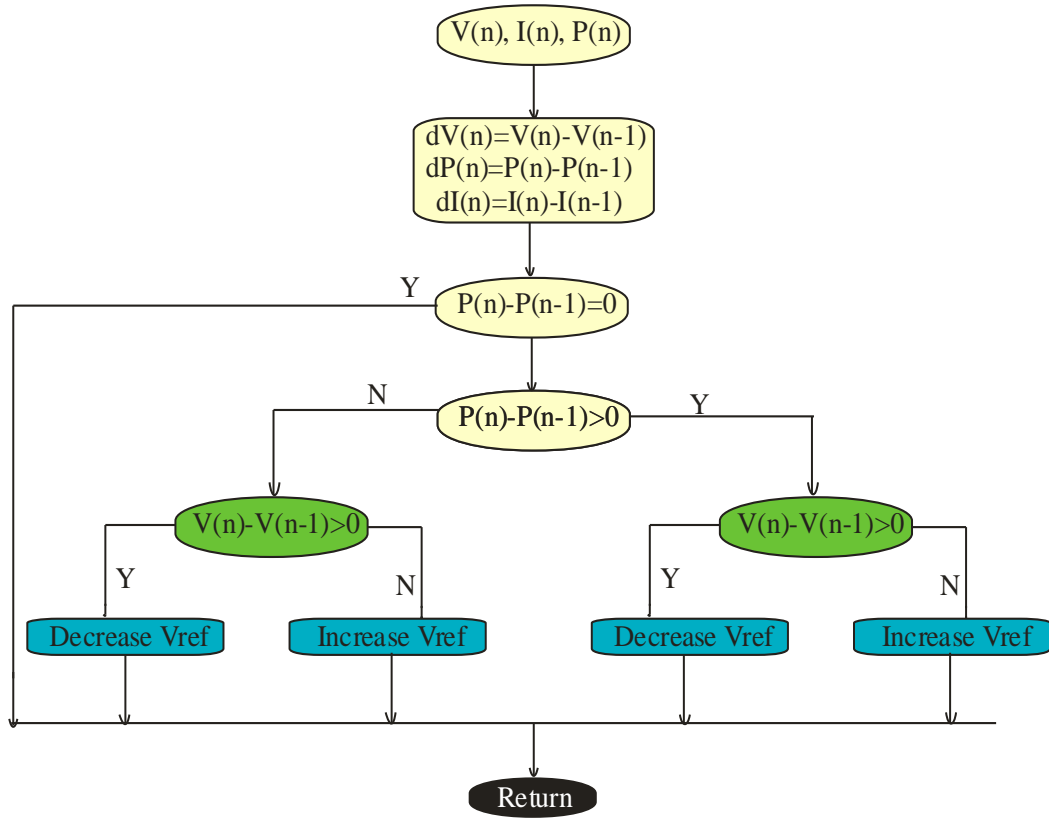 V(n), I(n), P(n)
dV(n)=V(n)-V(n-1)
dP(n)=P(n)-P(n-1)
dI(n)=I(n)-I(n-1)
Y
P(n)-P(n-1)=0
N
P(n)-P(n-1)>0
Y
V(n)-V(n-1)>0
V(n)-V(n-1)>0
Y
N
Y
N
Decrease Vref
Increase Vref
Decrease Vref
Increase Vref
Return